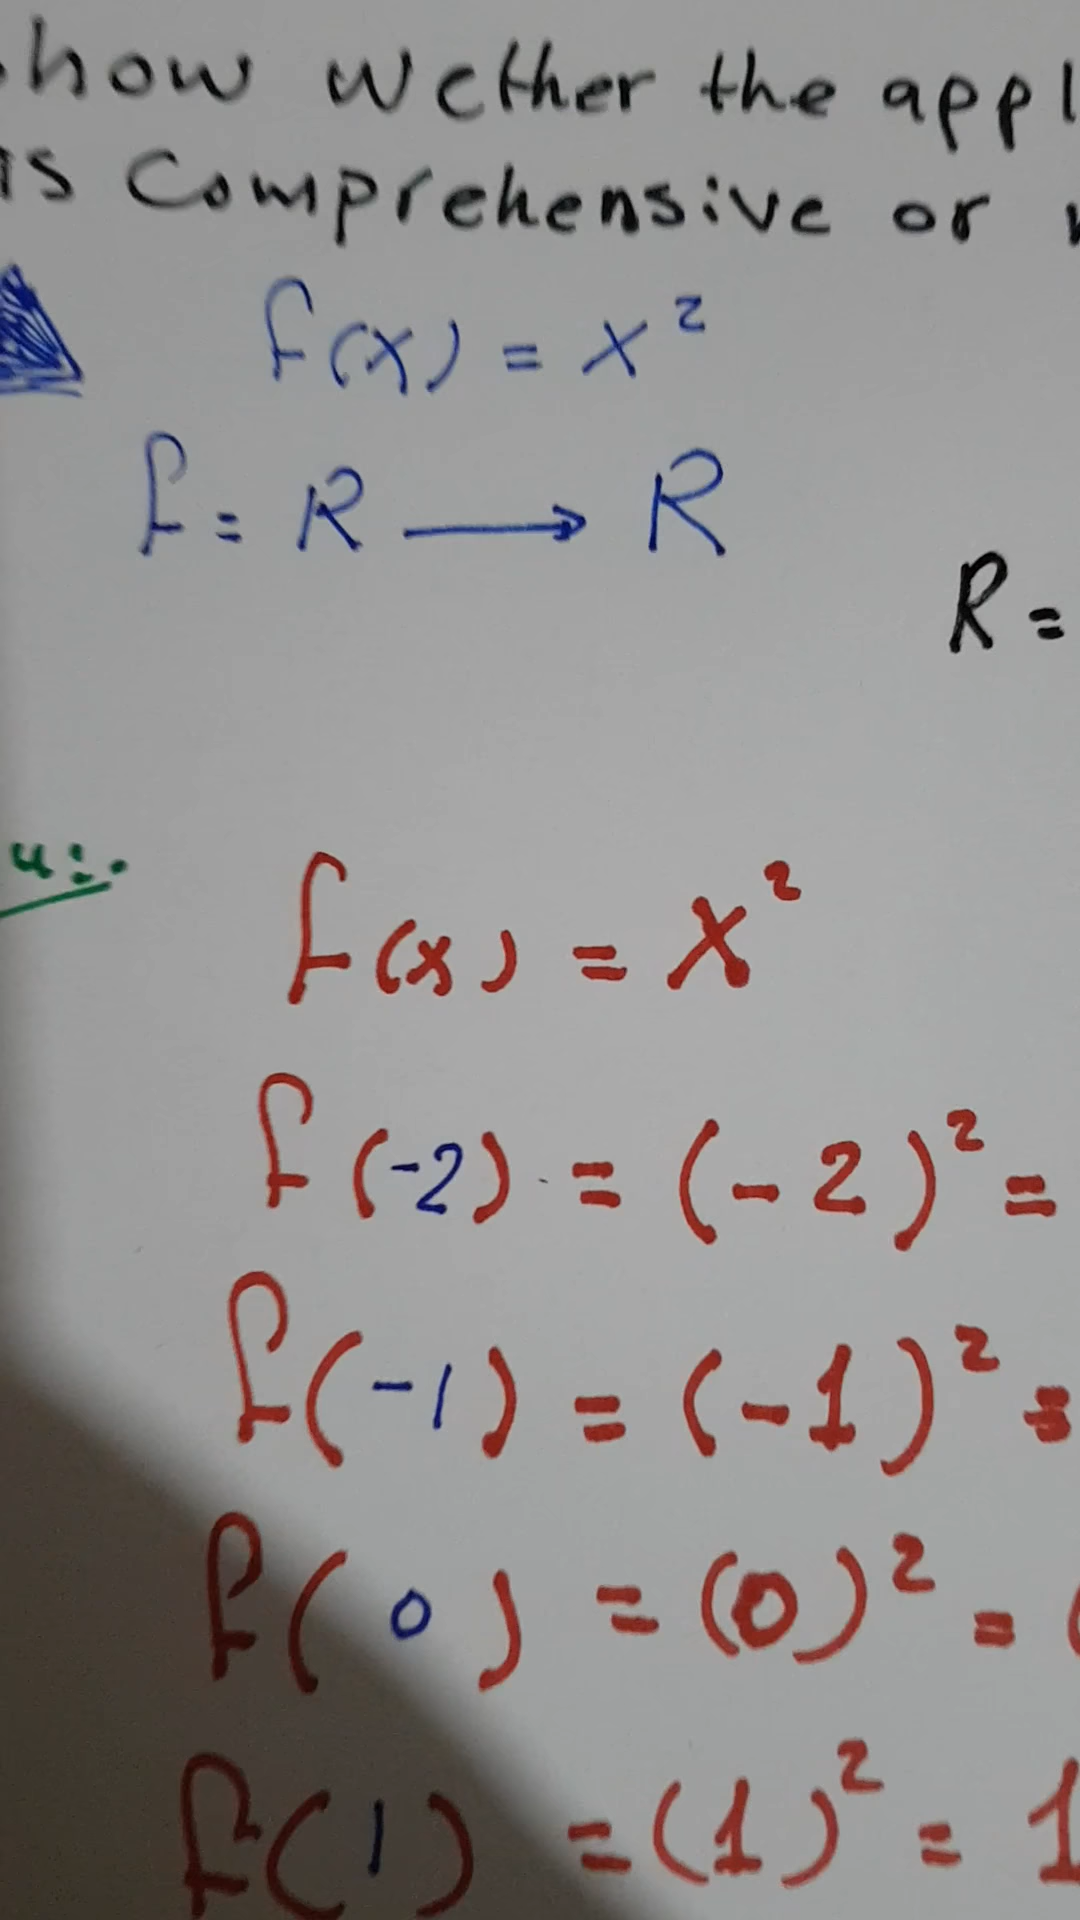 how wether the appl
is comprehensive or
f(x) = x²
f = R → R
R =
u:.
f(x) = x²
f(-2) = (-2)² =
f(-1) = (-1)² =
f(0) = (0)² =
f(1) = (1)² = 1